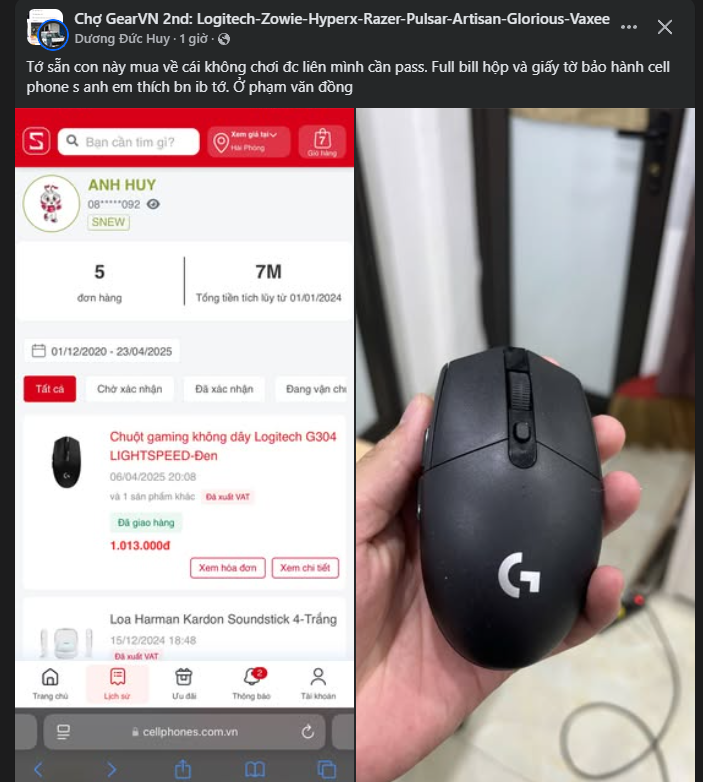 Chợ GearVN 2nd: Logitech-Zowie-Hyperx-Razer-Pulsar-Artisan-Glorious-Vaxee
Dương Đức Huy · 1 giờ ·
Tớ sẵn con này mua về cái không chơi đc liên mình cần pass. Full bill hộp và giấy tờ bảo hành cell
phone s anh em thích bn ib tớ. Ở phạm văn đồng
S
Bạn cần tìm gì?
Xem giá tại
Hải Phòng
7
Giỏ hàng
ANH HUY
08*****092
SNEW
5
đơn hàng
7M
Tổng tiền tích lũy từ 01/01/2024
01/12/2020 - 23/04/2025
Tất cả
Chờ xác nhận
Đã xác nhận
Đang vận chu
Chuột gaming không dây Logitech G304
LIGHTSPEED-Đen
06/04/2025 20:08
và 1 sản phẩm khác
Đã xuất VAT
Đã giao hàng
1.013.000đ
Xem hóa đơn
Xem chi tiết
Loa Harman Kardon Soundstick 4-Trắng
15/12/2024 18:48
Đã xuất VAT
Trang chủ
Lịch sử
Ưu đãi
2
Thông báo
Tài khoản
cellphones.com.vn
G